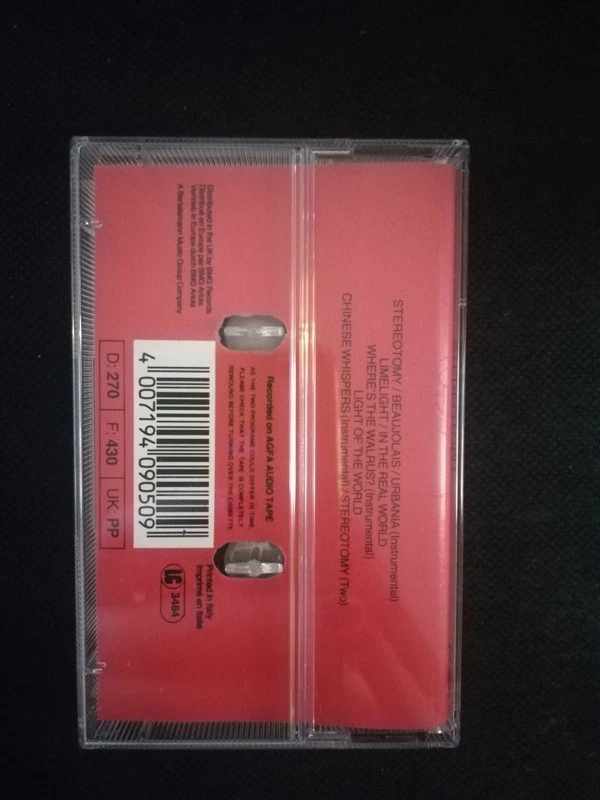 STEREOTOMY / BEAUJOLAIS / URBANIA (Instrumental)
LIMELIGHT / IN THE REAL WORLD
WHERE'S THE WALRUS? (Instrumental)
LIGHT OF THE WORLD
CHINESE WHISPERS (Instrumental) / STEREOTOMY (Two)
Recorded on AGFA AUDIO TAPE
AS THE TWO PROGRAMS COULD DIFFER IN TIME,
PLEASE CHECK THAT THE TAPE IS COMPLETELY
REWOUND BEFORE TURNING OVER THE CASSETTE
Distributed in the UK by BMG Records
Distribué en Europe par BMG Ariola
Vertrieb in Europa durch BMG Ariola
A Bertelsmann Music Group Company
4 007194 090509
D: 270 F: 430 UK: PP
Printed in Italy
Imprimé en Italie
LC 3484